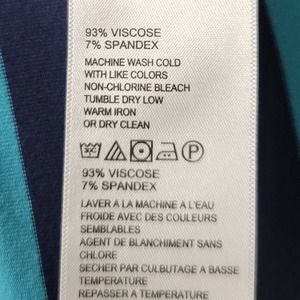 93% VISCOSE
7% SPANDEX
MACHINE WASH COLD
WITH LIKE COLORS
NON-CHLORINE BLEACH
TUMBLE DRY LOW
WARM IRON
OR DRY CLEAN
P
93% VISCOSE
7% SPANDEX
LAVER A LA MACHINE A L'EAU
FROIDE AVEC DES COULEURS
SEMBLABLES
AGENT DE BLANCHIMENT SANS
CHLORE
SECHER PAR CULBUTAGE A BASSE
TEMPERATURE
REPASSER A TEMPERATURE